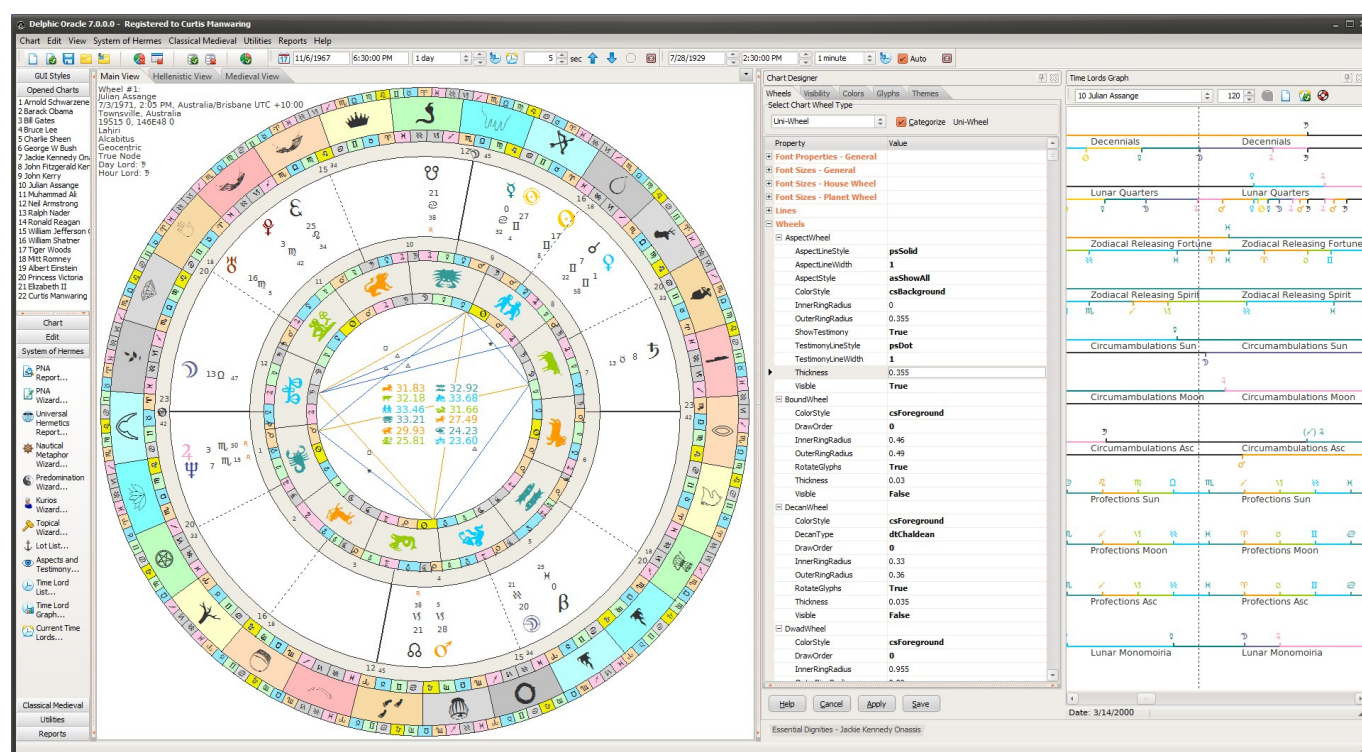 Delphic Oracle 7.0.0.0 - Registered to Curtis Manwaring
Chart Edit View System of Hermes Classical Medieval Utilities Reports Help
11/6/1967 6:30:00 PM 1 day 5 sec 7/28/1929 2:30:00 PM 1 minute Auto
GUI Styles
Opened Charts
1 Arnold Schwarzene
2 Barack Obama
3 Bill Gates
4 Bruce Lee
5 Charlie Sheen
6 George W Bush
7 Jackie Kennedy On
8 John Fitzgerald Ken
9 John Kerry
10 Julian Assange
11 Muhammad Ali
12 Neil Armstrong
13 Ralph Nader
14 Ronald Reagan
15 William Jefferson
16 William Shatner
17 Tiger Woods
18 Mitt Romney
19 Albert Einstein
20 Princess Victoria
21 Elizabeth II
22 Curtis Manwaring
Chart
Edit
System of Hermes
PNA
Report...
PNA
Wizard...
Universal
Hermetics
Report...
Nautical
Metaphor
Wizard...
Predomination
Wizard...
Kurios
Wizard...
Topical
Wizard...
Lot List...
Aspects and
Testimony...
Time Lord
List...
Time Lord
Graph...
Current Time
Lords...
Classical Medieval
Utilities
Reports
Main View Hellenistic View Medieval View
Wheel #1:
Julian Assange
7/3/1971, 2:05 PM, Australia/Brisbane UTC +10:00
Townsville, Australia
19S15 0, 146E48 0
Lahiri
Alcabitus
Geocentric
True Node
Day Lord:
Hour Lord:
31.83 32.92
32.18 33.68
33.46 31.66
33.21 27.49
29.93 24.23
25.81 23.60
Chart Designer
Wheels Visibility Colors Glyphs Themes
Select Chart Wheel Type
Uni-Wheel Categorize Uni-Wheel
Property Value
Font Properties - General
Font Sizes - General
Font Sizes - House Wheel
Font Sizes - Planet Wheel
Lines
Wheels
AspectWheel
AspectLineStyle psSolid
AspectLineWidth 1
AspectStyle asShowAll
ColorStyle csBackground
InnerRingRadius 0
OuterRingRadius 0.355
ShowTestimony True
TestimonyLineStyle psDot
TestimonyLineWidth 1
Thickness 0.355
Visible True
BoundWheel
ColorStyle csForeground
DrawOrder 0
InnerRingRadius 0.46
OuterRingRadius 0.49
RotateGlyphs True
Thickness 0.03
Visible False
DecanWheel
ColorStyle csForeground
DecanType dtChaldean
DrawOrder 0
InnerRingRadius 0.33
OuterRingRadius 0.36
RotateGlyphs True
Thickness 0.035
Visible False
DwadWheel
ColorStyle csForeground
DrawOrder 0
InnerRingRadius 0.955
Help Cancel Apply Save
Essential Dignities - Jackie Kennedy Onassis
Time Lords Graph
10 Julian Assange 120
Decennials Decennials
Lunar Quarters Lunar Quarters
Zodiacal Releasing Fortune Zodiacal Releasing Fortune
Zodiacal Releasing Spirit Zodiacal Releasing Spirit
Circumambulations Sun Circumambulations Sun
Circumambulations Moon Circumambulations Moon
Circumambulations Asc Circumambulations Asc
Profections Sun Profections Sun
Profections Moon Profections Moon
Profections Asc Profections Asc
Lunar Monomoiria Lunar Monomoiria
Date: 3/14/2000